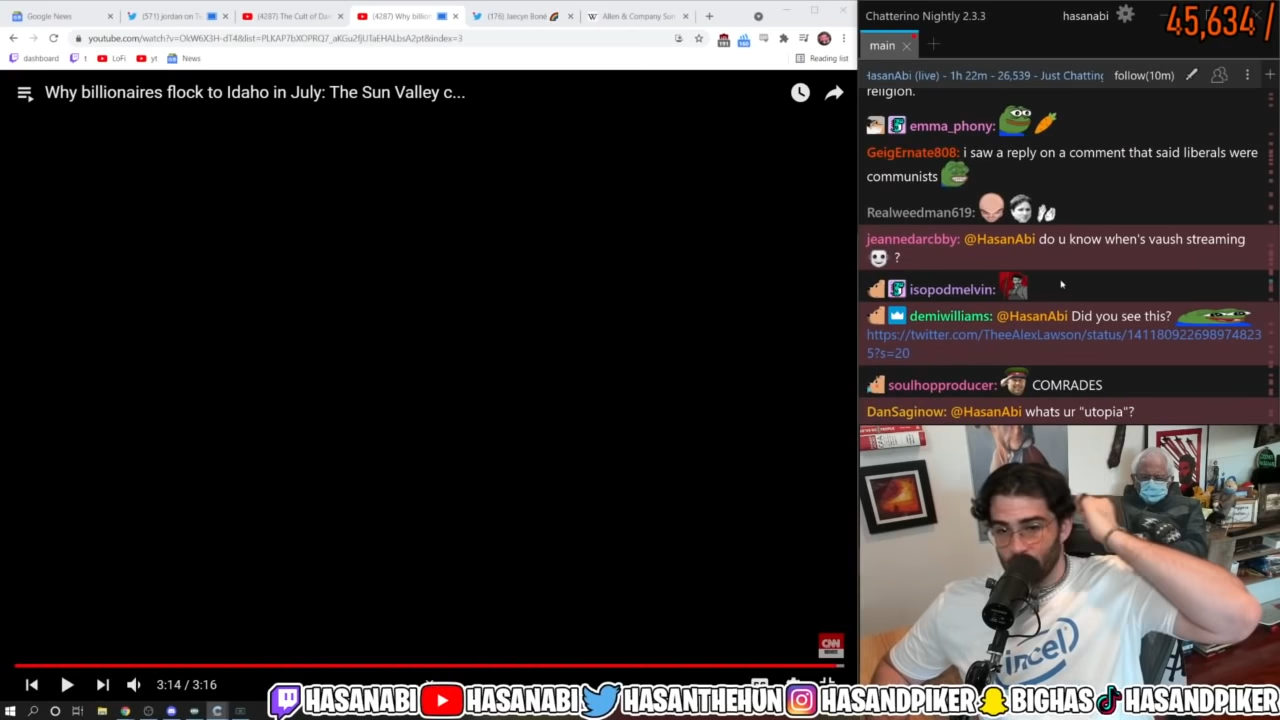 Google News
(571) jordan on Tw
(4287) The Cult of Da
(4287) Why billion
(176) Jaecyn Boné
Allen & Company Sun
youtube.com/watch?v=OkW6X3H-dT4&list=PLKAP7bXOPRQ7_aKGu2fjUTaEHALbsA2pt&index=3
dashboard
t
LoFi
yt
News
Reading list
Why billionaires flock to Idaho in July: The Sun Valley c...
CNN
3:14 / 3:16
Chatterino Nightly 2.3.3
hasanabi
45,634 /
main
HasanAbi (live) - 1h 22m - 26,539 - Just Chatting
follow(10m)
religion.
emma_phony:
GeigErnate808: i saw a reply on a comment that said liberals were
communists
Realweedman619:
jeannedarcbby: @HasanAbi do u know when's vaush streaming
?
isopodmelvin:
demiwilliams: @HasanAbi Did you see this?
https://twitter.com/TheeAlexLawson/status/141180922698974823
5?s=20
soulhopproducer: COMRADES
DanSaginow: @HasanAbi whats ur "utopia"?
incel
HASANABI
HASANABI
HASANTHEHUN
HASANDPIKER
BIGHAS
HASANDPIKER